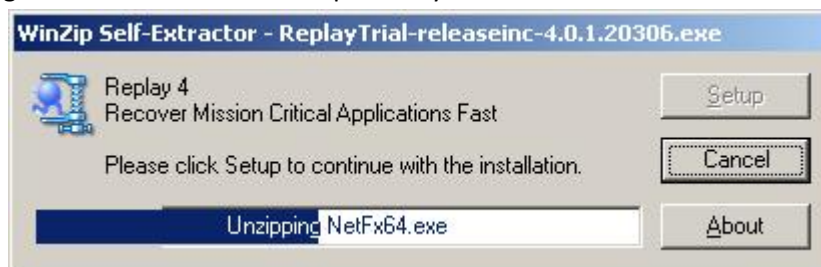 WinZip Self-Extractor - ReplayTrial-releaseinc-4.0.1.20306.exe
Replay 4
Recover Mission Critical Applications Fast
Setup
Please click Setup to continue with the installation.
Cancel
Unzipping NetFx64.exe
About